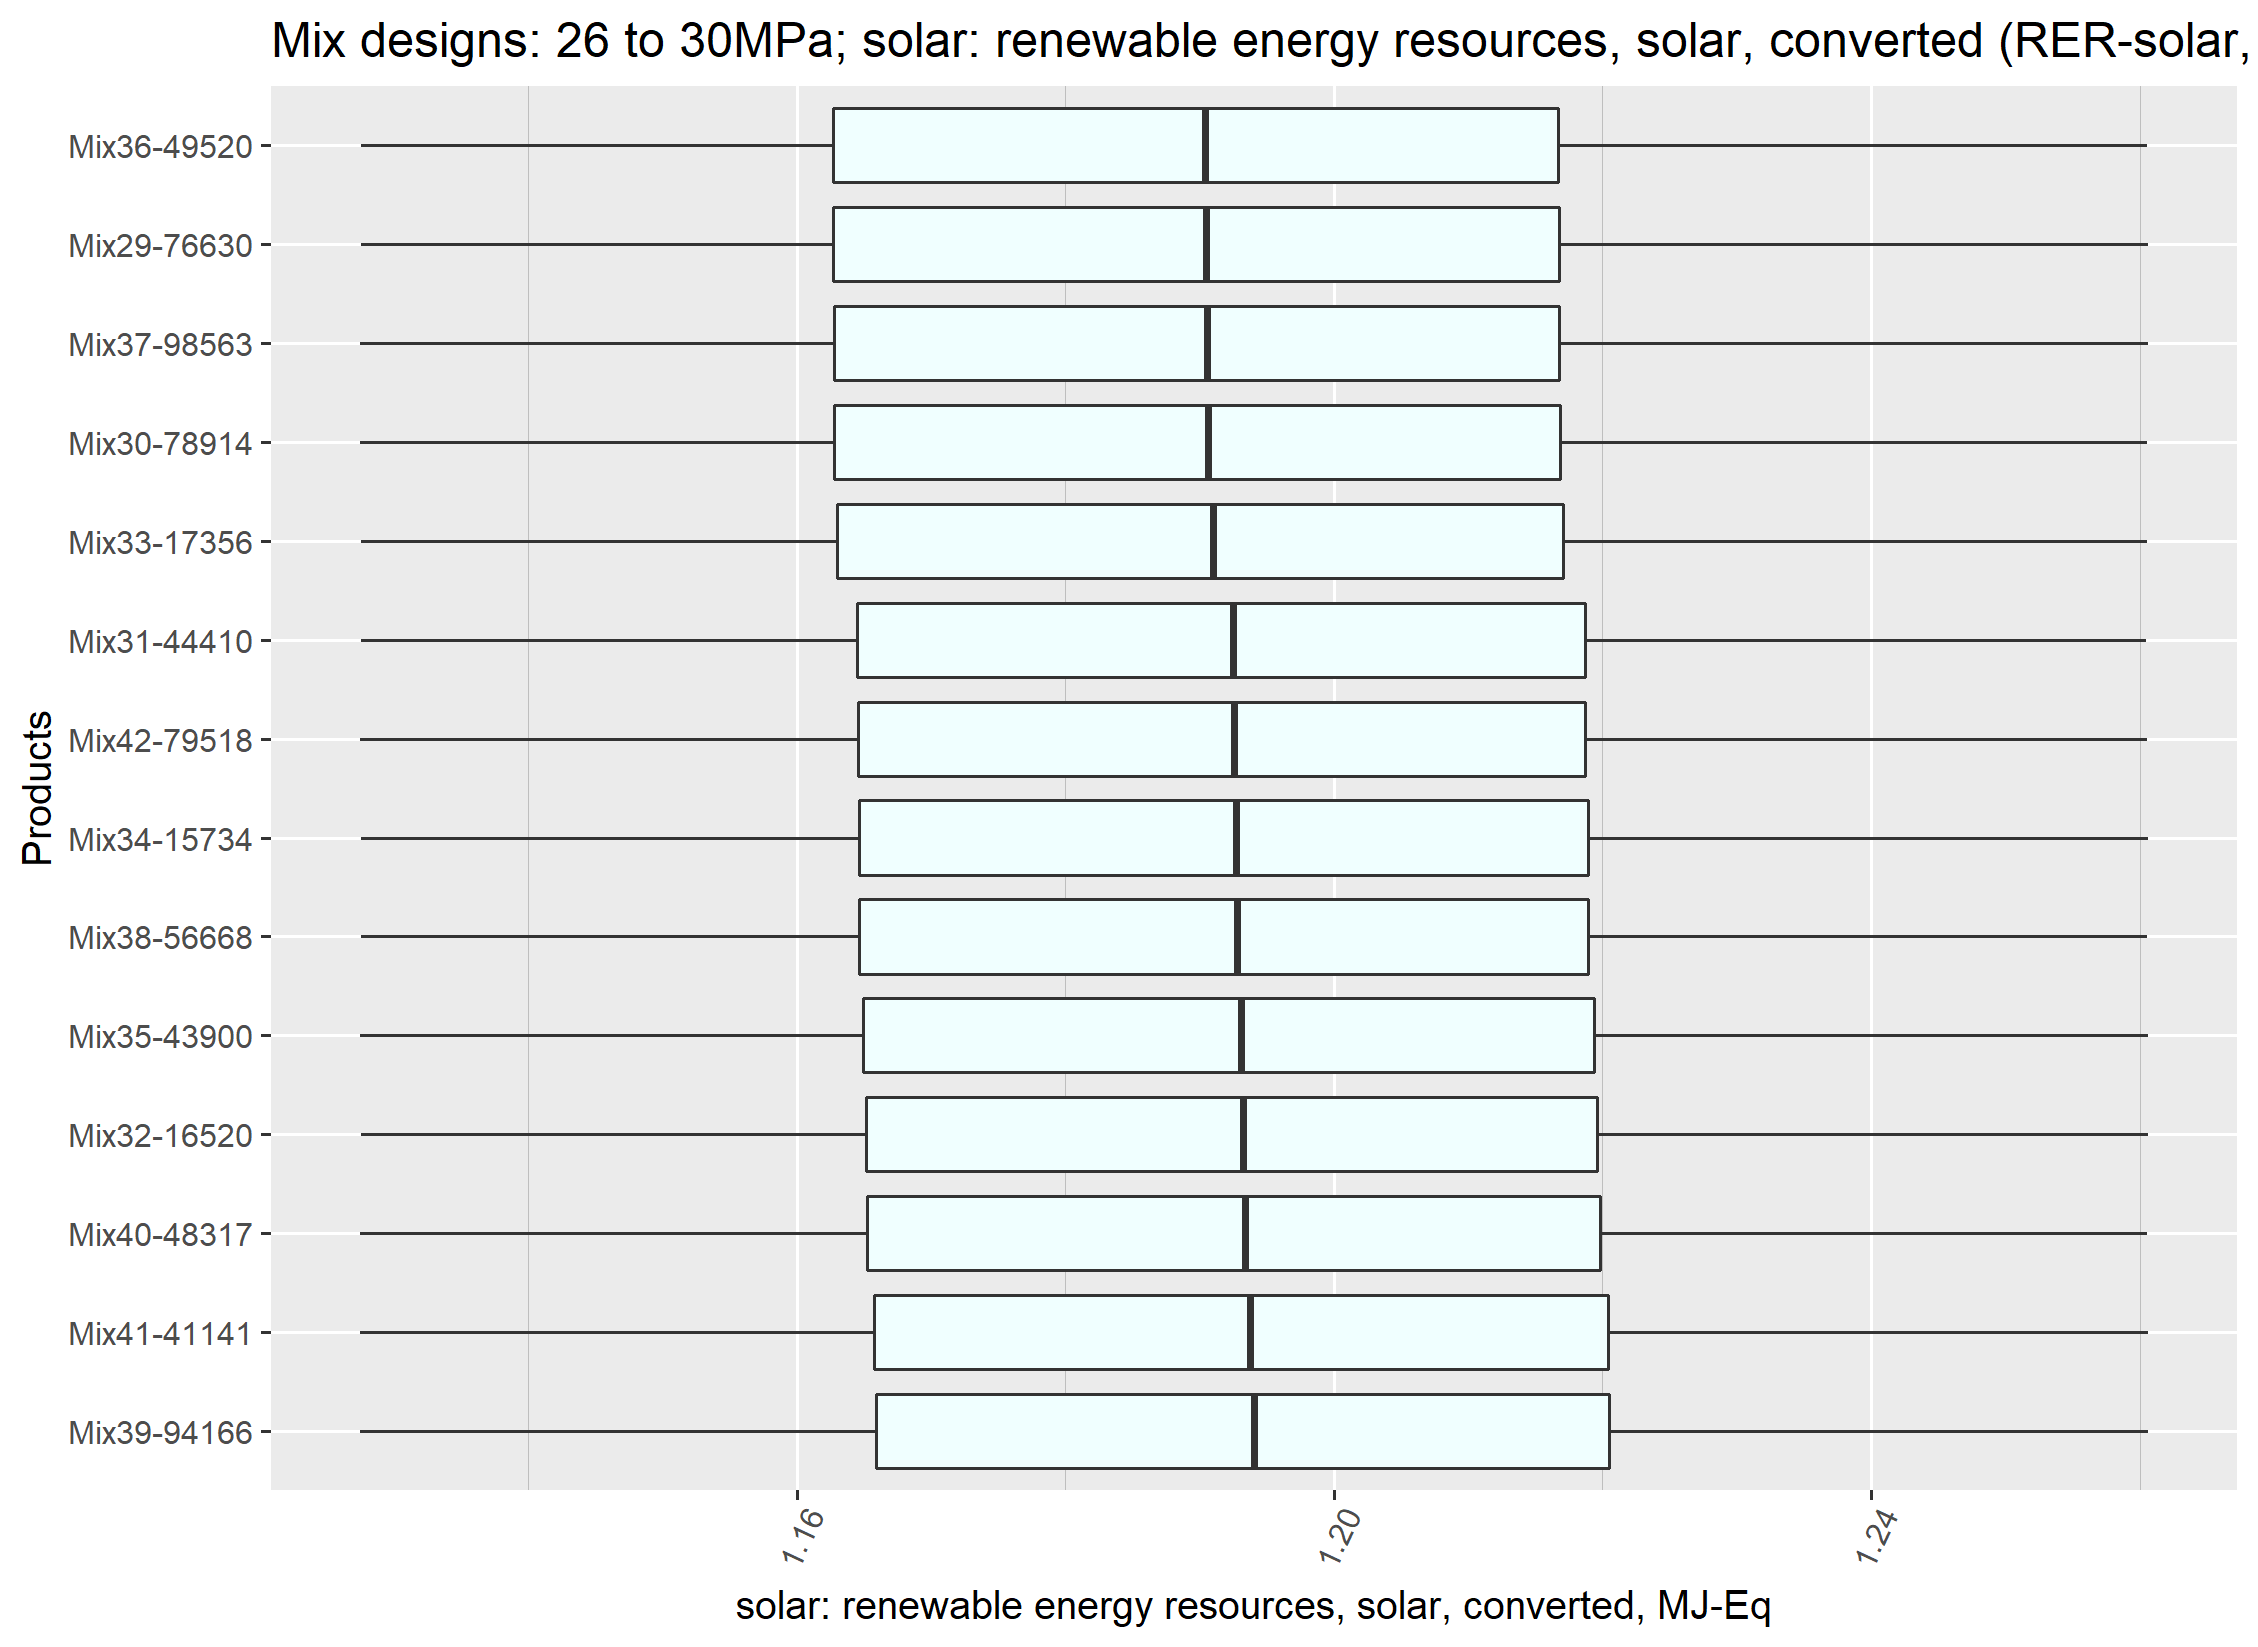 Mix designs: 26 to 30MPa; solar: renewable energy resources, solar, converted (RER-solar,
Products
Mix36-49520
Mix29-76630
Mix37-98563
Mix30-78914
Mix33-17356
Mix31-44410
Mix42-79518
Mix34-15734
Mix38-56668
Mix35-43900
Mix32-16520
Mix40-48317
Mix41-41141
Mix39-94166
1.16
1.20
1.24
solar: renewable energy resources, solar, converted, MJ-Eq